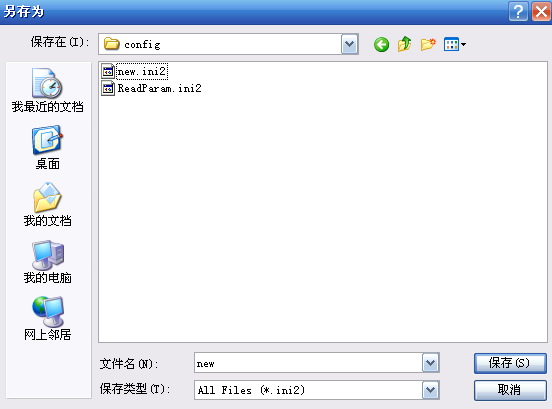 另存为
保存在(I):
config
new.ini2
ReadParam.ini2
我最近的文档
桌面
我的文档
我的电脑
网上邻居
文件名(N):
new
保存(S)
保存类型(T):
All Files (*.ini2)
取消